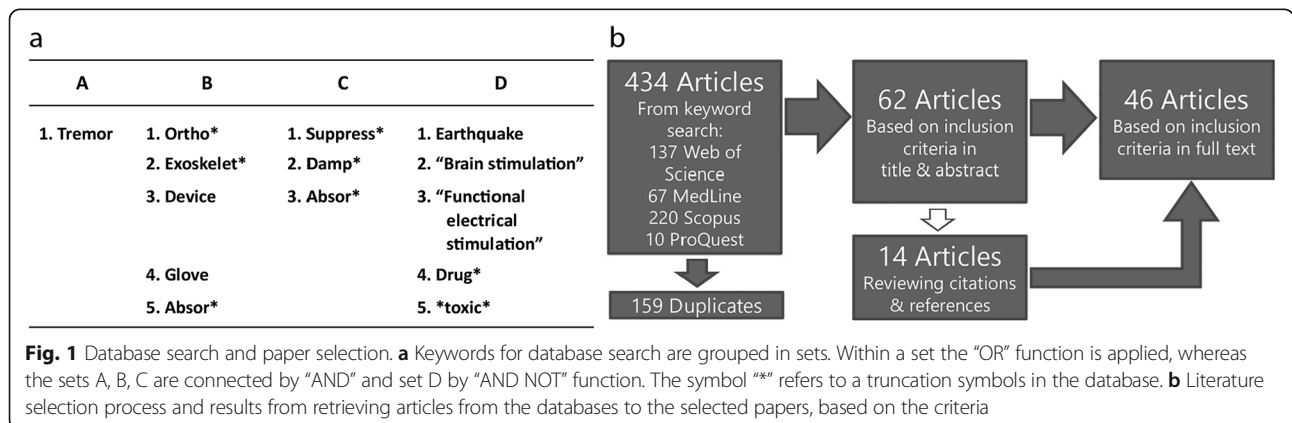 a
A B C D
1. Tremor 1. Ortho* 1. Suppress* 1. Earthquake
2. Exoskelet* 2. Damp* 2. “Brain stimulation”
3. Device 3. Absor* 3. “Functional
electrical
stimulation”
4. Glove 4. Drug*
5. Absor* 5. *toxic*
b
434 Articles
From keyword
search:
137 Web of
Science
67 MedLine
220 Scopus
10 ProQuest
159 Duplicates
62 Articles
Based on inclusion
criteria in
title & abstract
14 Articles
Reviewing citations
& references
46 Articles
Based on inclusion
criteria in full text
Fig. 1 Database search and paper selection. a Keywords for database search are grouped in sets. Within a set the “OR” function is applied, whereas
the sets A, B, C are connected by “AND” and set D by “AND NOT” function. The symbol “*” refers to a truncation symbols in the database. b Literature
selection process and results from retrieving articles from the databases to the selected papers, based on the criteria